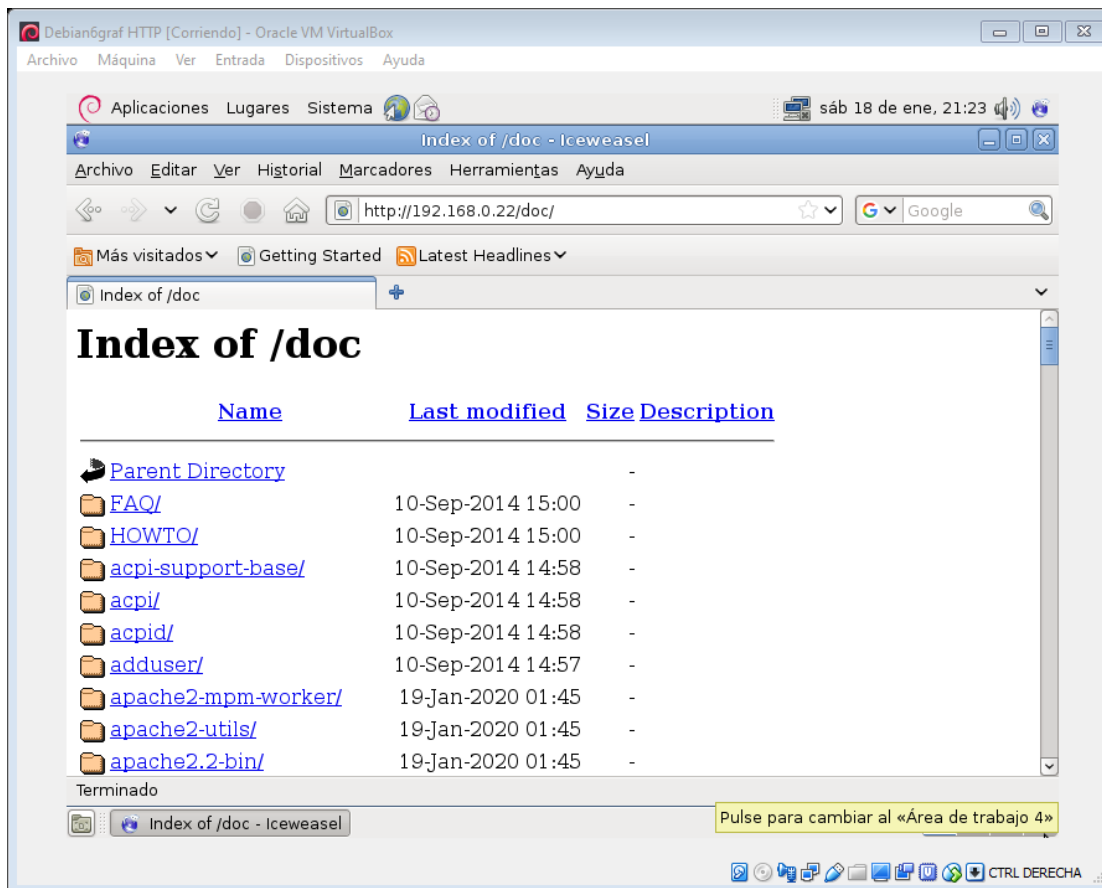 Debian6graf HTTP [Corriendo] - Oracle VM VirtualBox
Archivo Máquina Ver Entrada Dispositivos Ayuda
Aplicaciones Lugares Sistema sáb 18 de ene, 21:23
Index of /doc - Iceweasel
Archivo Editar Ver Historial Marcadores Herramientas Ayuda
http://192.168.0.22/doc/ G Google
Más visitados Getting Started Latest Headlines
Index of /doc
Index of /doc
Name Last modified Size Description
Parent Directory -
FAQ/ 10-Sep-2014 15:00 -
HOWTO/ 10-Sep-2014 15:00 -
acpi-support-base/ 10-Sep-2014 14:58 -
acpi/ 10-Sep-2014 14:58 -
acpid/ 10-Sep-2014 14:58 -
adduser/ 10-Sep-2014 14:57 -
apache2-mpm-worker/ 19-Jan-2020 01:45 -
apache2-utils/ 19-Jan-2020 01:45 -
apache2.2-bin/ 19-Jan-2020 01:45 -
Terminado
Index of /doc - Iceweasel
Pulse para cambiar al «Área de trabajo 4»
CTRL DERECHA